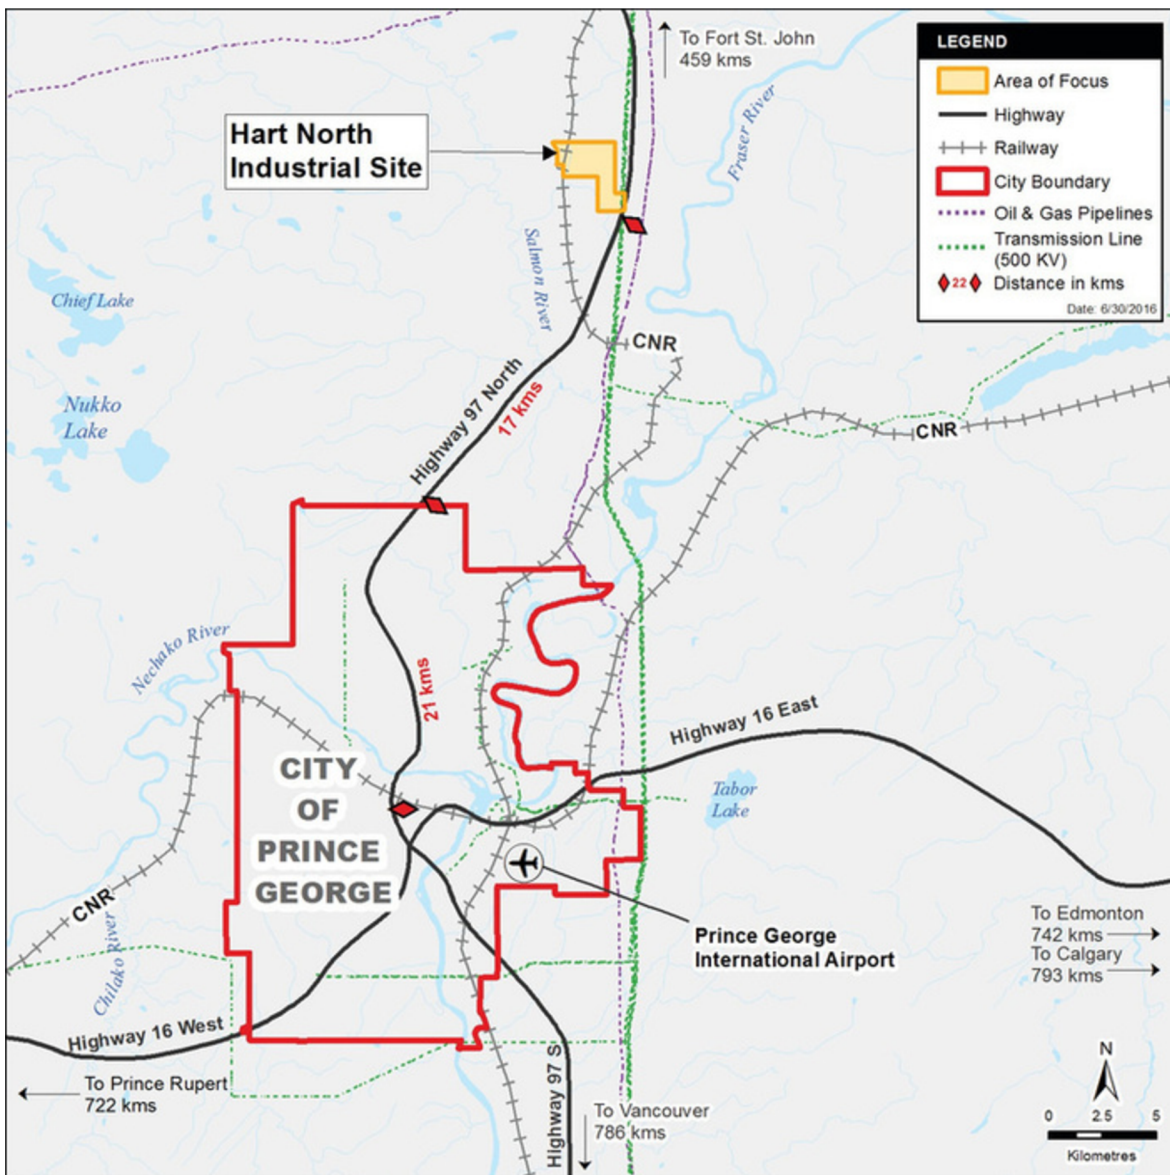 To Fort St. John
459 kms
LEGEND
Area of Focus
Highway
Railway
City Boundary
Oil & Gas Pipelines
Transmission Line
(500 KV)
22
Distance in kms
Date: 6/30/2016
Hart North
Industrial Site
Fraser River
Salmon River
Chief Lake
CNR
Highway 97 North
17 kms
Nukko
Lake
CNR
Nechako River
21 kms
Highway 16 East
CITY
OF
PRINCE
GEORGE
Tabor
Lake
CNR
Chilako River
Prince George
International Airport
To Edmonton
742 kms
To Calgary
793 kms
Highway 16 West
Highway 97 S
To Prince Rupert
722 kms
To Vancouver
786 kms
N
0 2.5 5
Kilometres